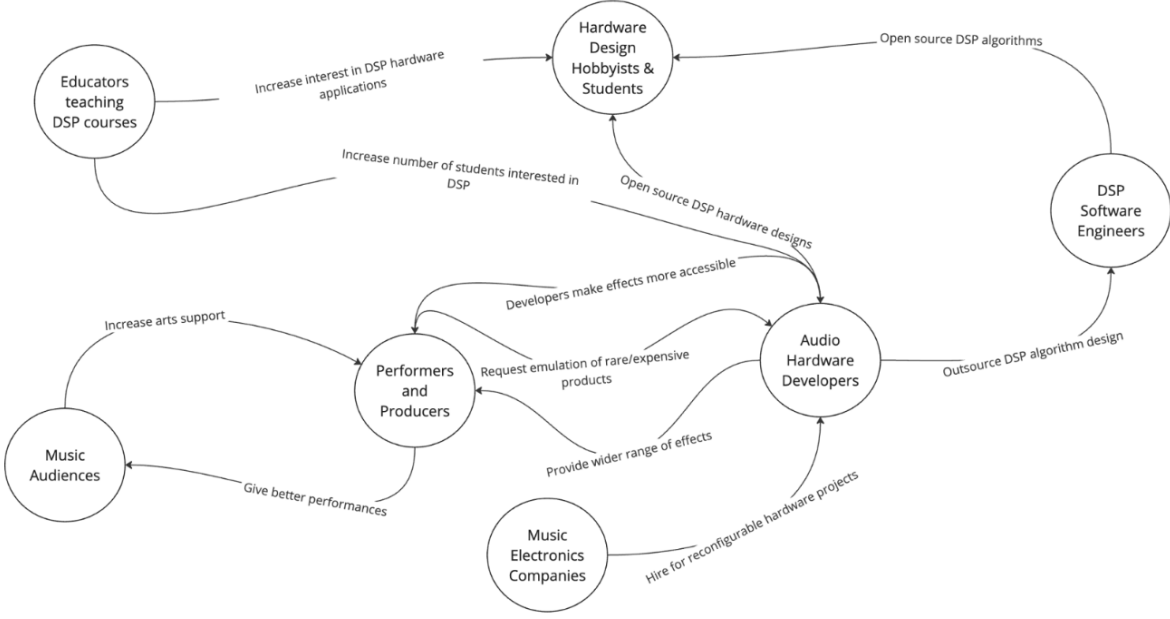 Hardware
Design
Hobbyists &
Students
Open source DSP algorithms
Increase interest in DSP hardware
applications
Educators
teaching
DSP courses
Increase number of students interested in
DSP
Open source DSP hardware designs
DSP
Software
Engineers
Developers make effects more accessible
Increase arts support
Request emulation of rare/expensive
products
Performers
and
Producers
Audio
Hardware
Developers
Outsource DSP algorithm design
Music
Audiences
Provide wider range of effects
Give better performances
Hire for reconfigurable hardware projects
Music
Electronics
Companies